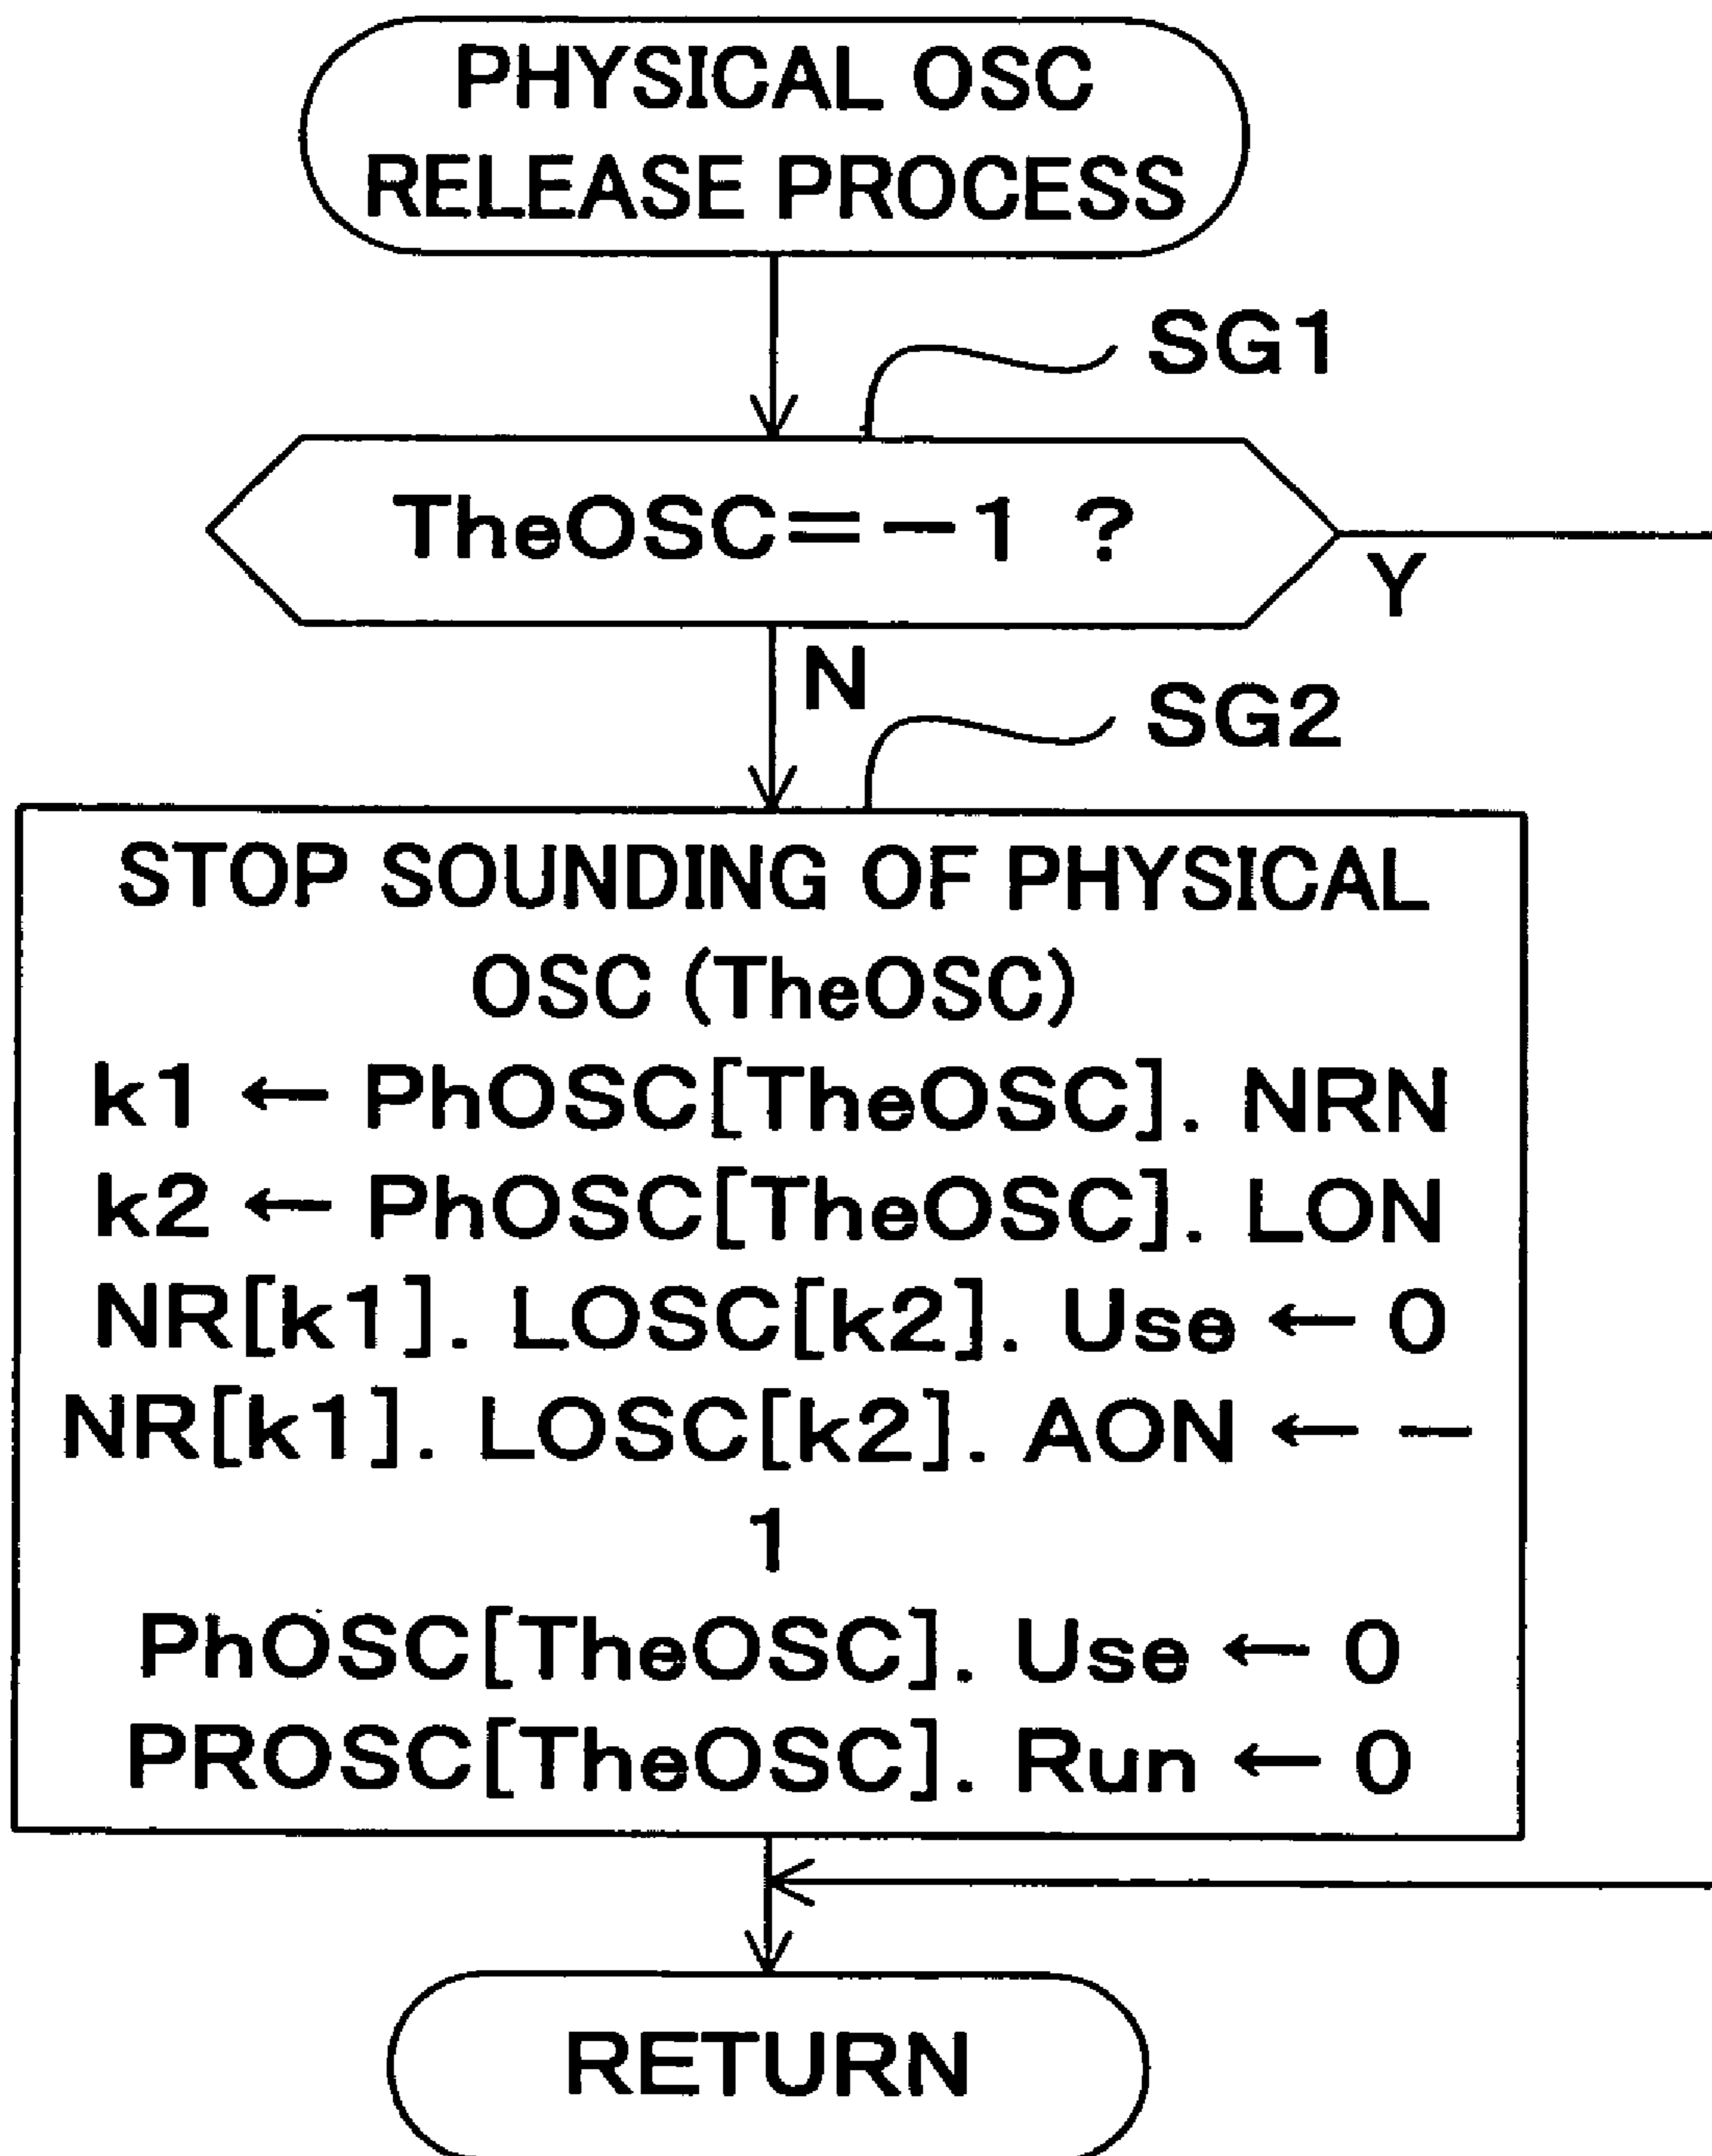 PHYSICAL OSC
RELEASE PROCESS
SG1
TheOSC=-1 ?
Y
N
SG2
STOP SOUNDING OF PHYSICAL
OSC (TheOSC)
k1 ← PhOSC[TheOSC]. NRN
k2 ← PhOSC[TheOSC]. LON
NR[k1]. LOSC[k2]. Use ← 0
NR[k1]. LOSC[k2]. AON ← −
1
PhOSC[TheOSC]. Use ← 0
PROSC[TheOSC]. Run ← 0
RETURN